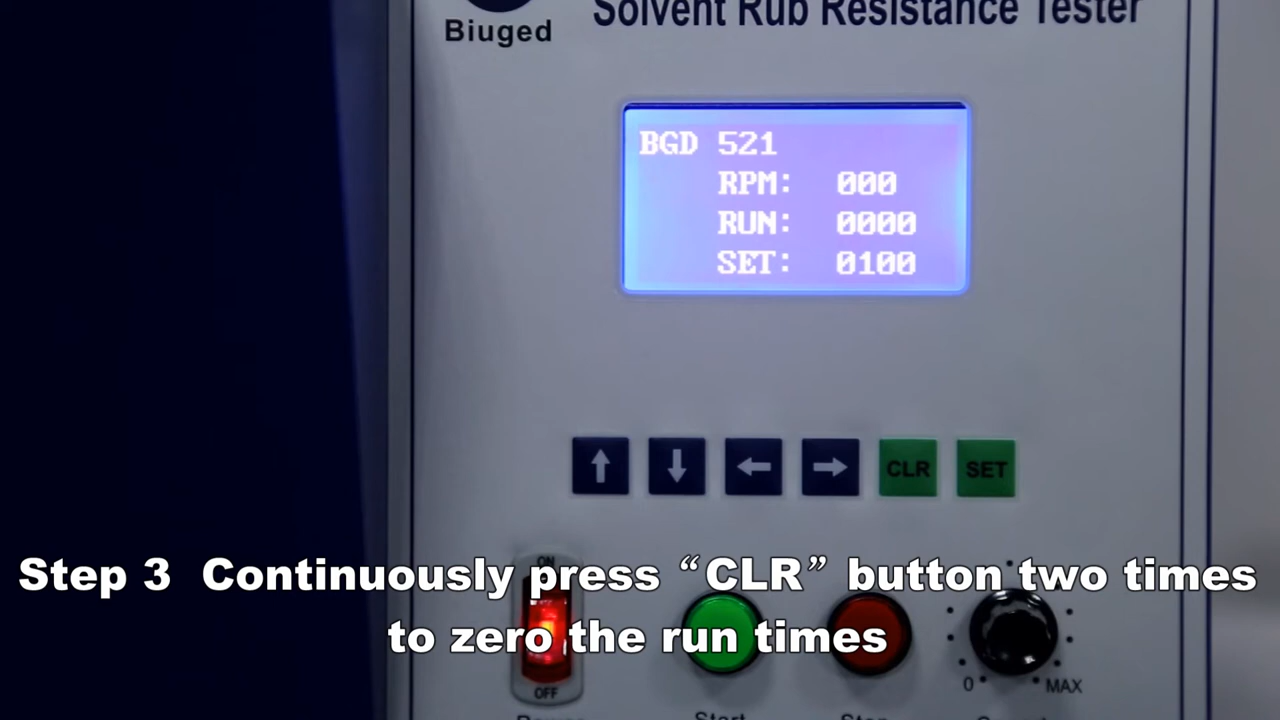 Solvent Rub Resistance Tester
Biuged
BGD 521
RPM: 000
RUN: 0000
SET: 0100
↑ ↓ ← → CLR SET
ON
Step 3 Continuously press “CLR” button two times
to zero the run times
OFF
0 MAX
Start